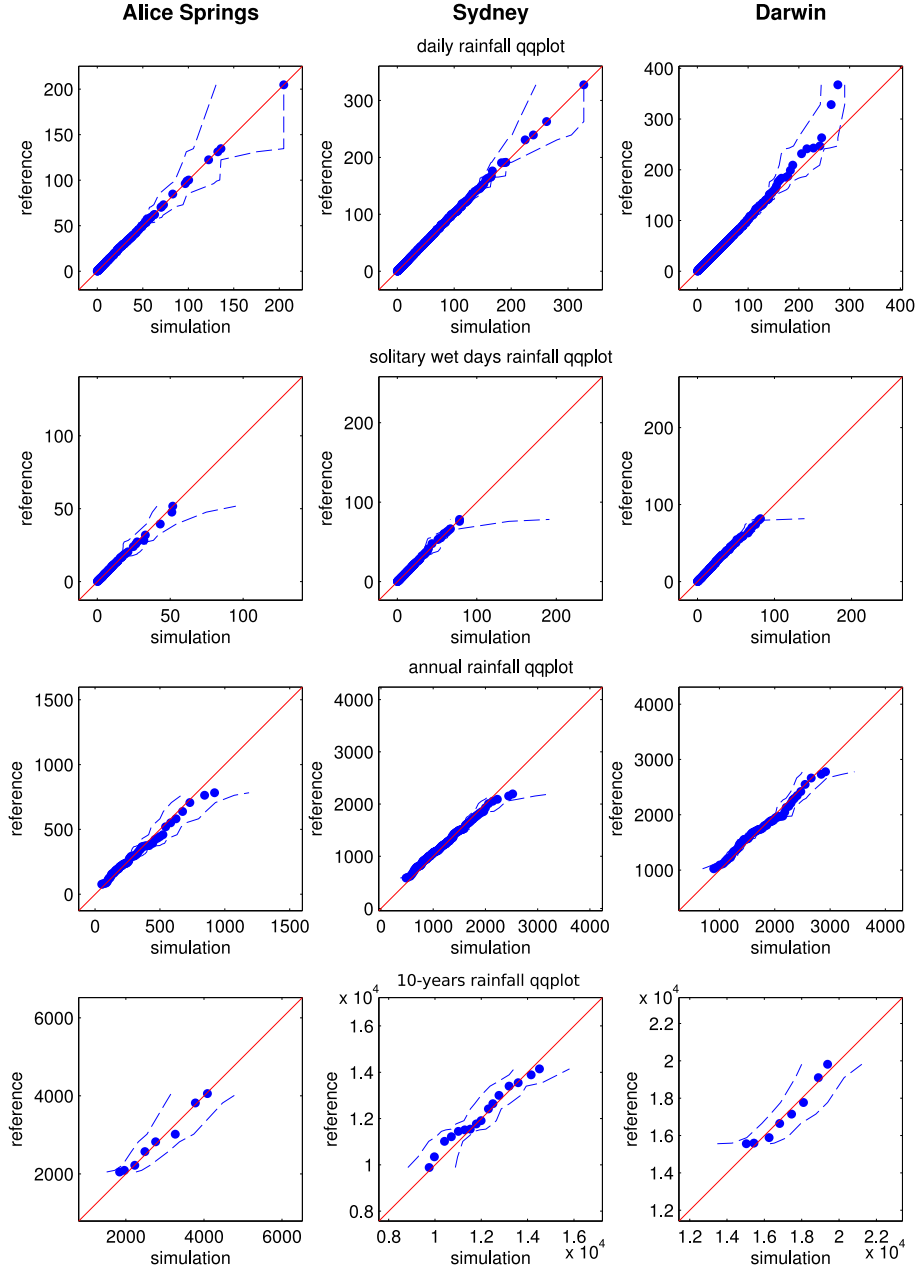 Alice Springs Sydney Darwin
daily rainfall qqplot
reference
200
150
100
50
0
0 50 100 150 200
simulation
reference
300
200
100
0
0 100 200 300
simulation
reference
400
300
200
100
0
0 100 200 300 400
simulation
solitary wet days rainfall qqplot
reference
100
50
0
0 50 100
simulation
reference
200
100
0
0 100 200
simulation
reference
200
100
0
0 100 200
simulation
annual rainfall qqplot
reference
1500
1000
500
0
0 500 1000 1500
simulation
reference
4000
3000
2000
1000
0
0 1000 2000 3000 4000
simulation
reference
4000
3000
2000
1000
1000 2000 3000 4000
simulation
10-years rainfall qqplot
reference
6000
4000
2000
2000 4000 6000
simulation
x 10^4
reference
1.6
1.4
1.2
1
0.8
0.8 1 1.2 1.4 1.6
simulation x 10^4
x 10^4
reference
2.2
2
1.8
1.6
1.4
1.2
1.2 1.4 1.6 1.8 2 2.2
simulation x 10^4